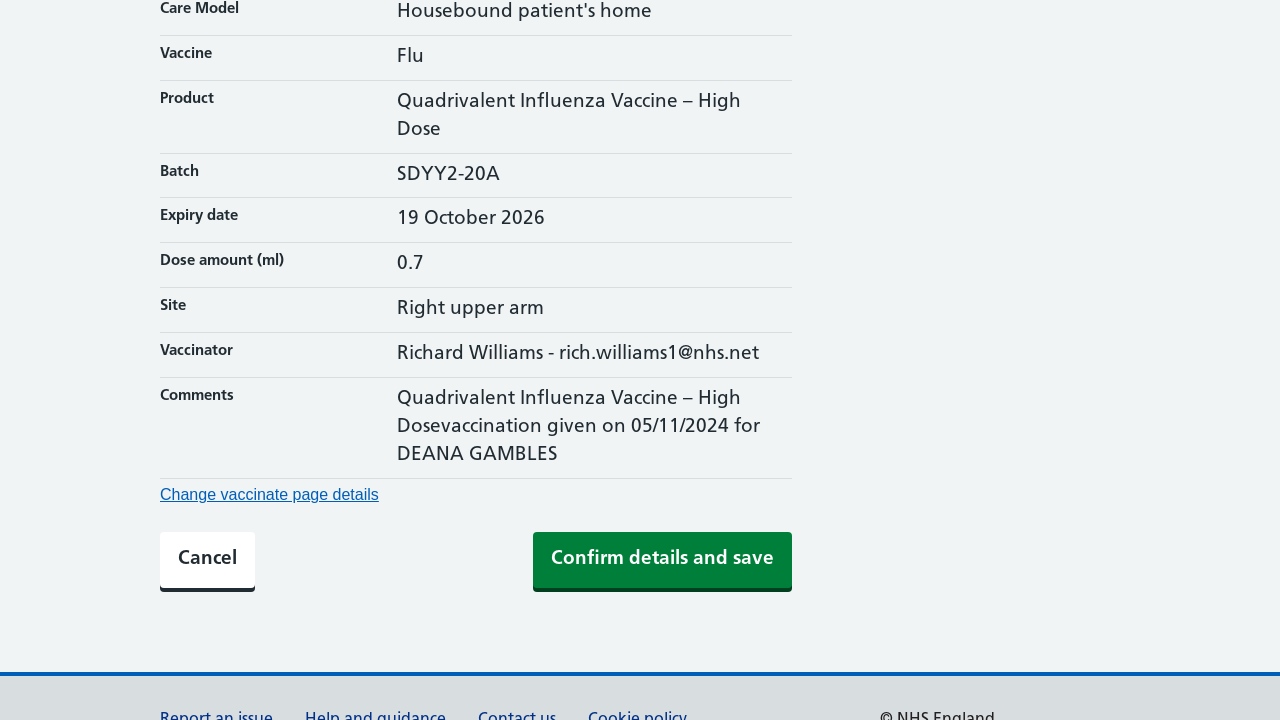 Care Model
Housebound patient's home
Vaccine
Flu
Product
Quadrivalent Influenza Vaccine – High
Dose
Batch
SDYY2-20A
Expiry date
19 October 2026
Dose amount (ml)
0.7
Site
Right upper arm
Vaccinator
Richard Williams - rich.williams1@nhs.net
Comments
Quadrivalent Influenza Vaccine – High
Dosevaccination given on 05/11/2024 for
DEANA GAMBLES
Change vaccinate page details
Cancel
Confirm details and save
Report an issue
Help and guidance
Contact us
Cookie policy
© NHS England